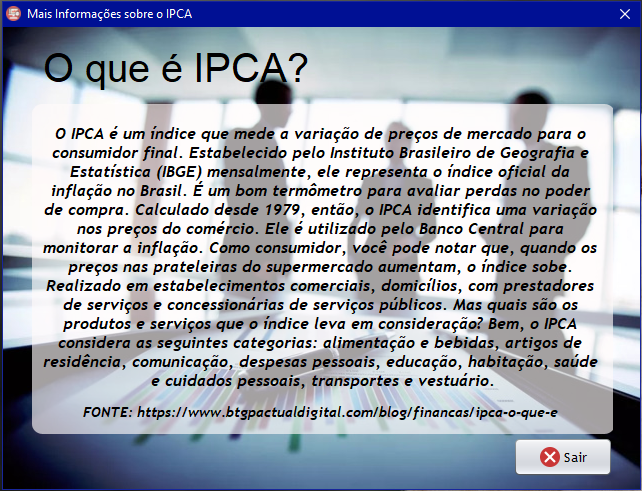 Mais Informações sobre o IPCA
O que é IPCA?
O IPCA é um índice que mede a variação de preços de mercado para o
consumidor final. Estabelecido pelo Instituto Brasileiro de Geografia e
Estatística (IBGE) mensalmente, ele representa o índice oficial da
inflação no Brasil. É um bom termômetro para avaliar perdas no poder
de compra. Calculado desde 1979, então, o IPCA identifica uma variação
nos preços do comércio. Ele é utilizado pelo Banco Central para
monitorar a inflação. Como consumidor, você pode notar que, quando os
preços nas prateleiras do supermercado aumentam, o índice sobe.
Realizado em estabelecimentos comerciais, domicílios, com prestadores
de serviço e concessionárias de serviços públicos. Mas quais são os
produtos e serviços que o índice leva em consideração? Bem, o IPCA
considera as seguintes categorias: alimentação e bebidas, artigos de
residência, comunicação, despesas pessoais, educação, habitação, saúde
e cuidados pessoais, transportes e vestuário.
FONTE: https://www.btgpactualdigital.com/blog/financas/ipca-o-que-e
Sair